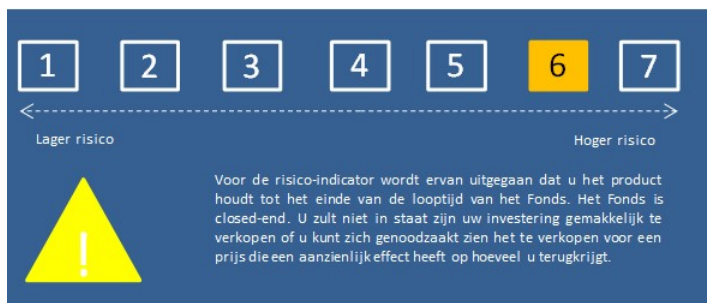 1 2 3 4 5 6 7
Lager risico Hoger risico
Voor de risico-indicator wordt ervan uitgegaan dat u het product
houdt tot het einde van de looptijd van het Fonds. Het Fonds is
closed-end. U zult niet in staat zijn uw investering gemakkelijk te
verkopen of u kunt zich genoodzaakt zien het te verkopen voor een
prijs die een aanzienlijk effect heeft op hoeveel u terugkrijgt.
!